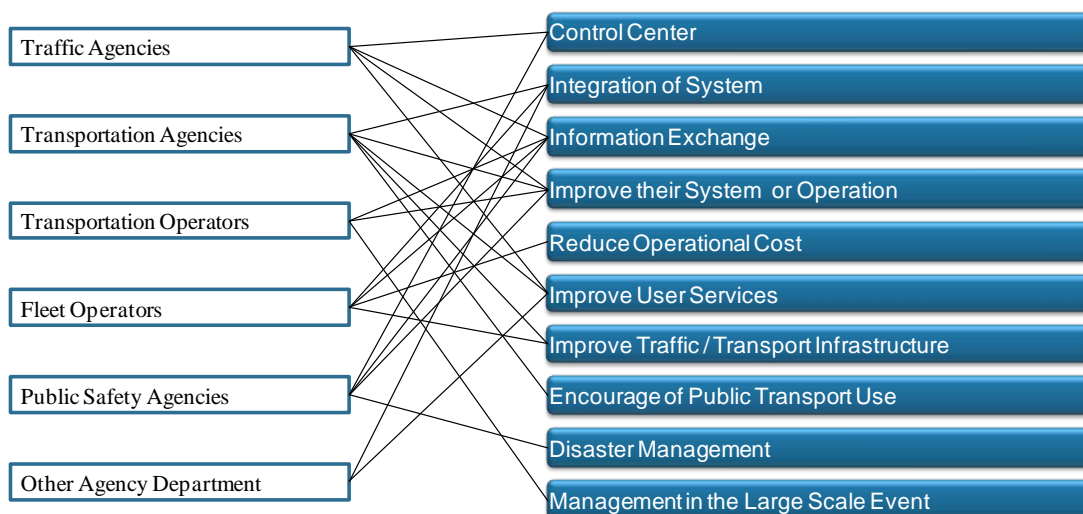 Traffic Agencies
Transportation Agencies
Transportation Operators
Fleet Operators
Public Safety Agencies
Other Agency Department
Control Center
Integration of System
Information Exchange
Improve their System or Operation
Reduce Operational Cost
Improve User Services
Improve Traffic / Transport Infrastructure
Encourage of Public Transport Use
Disaster Management
Management in the Large Scale Event